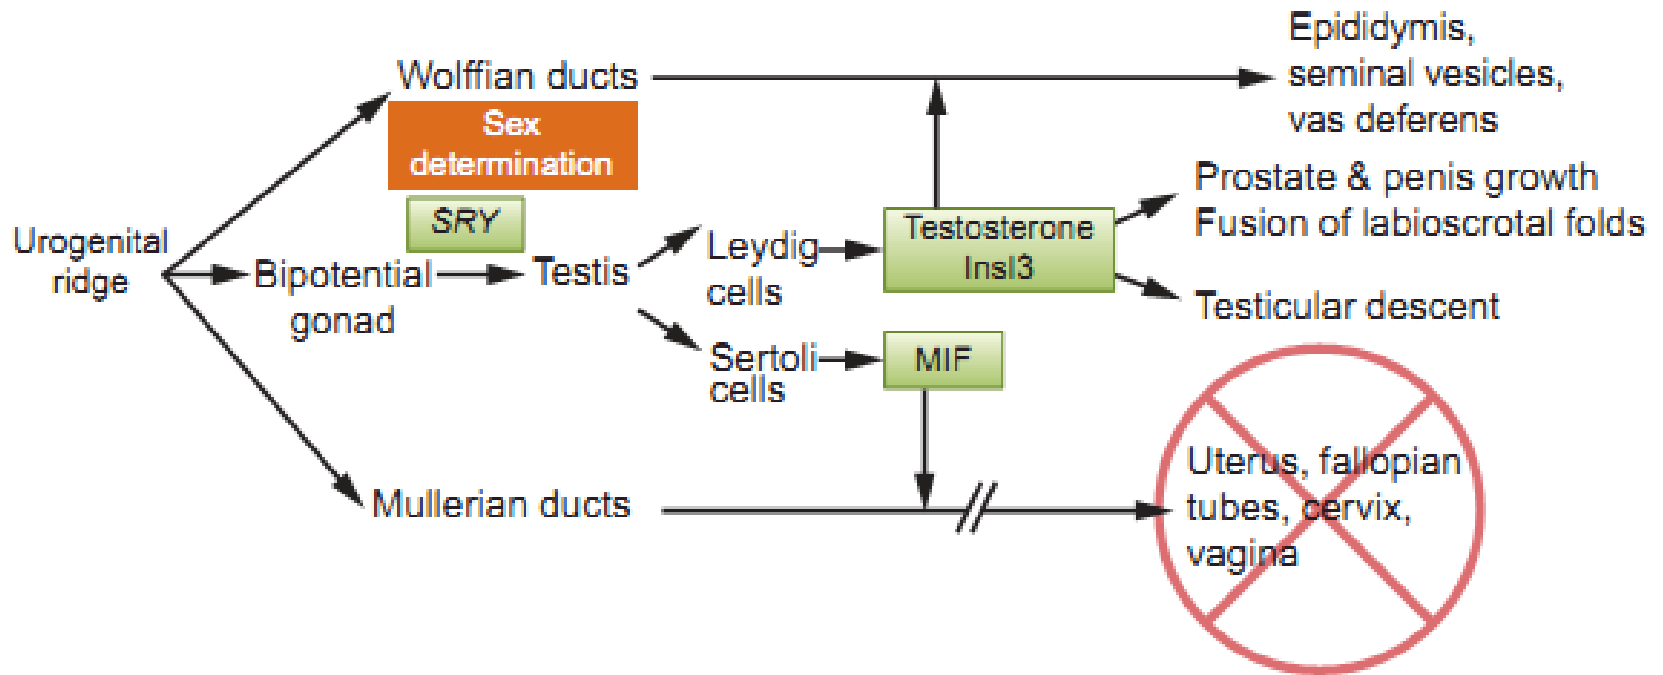 Epididymis,
seminal vesicles,
vas deferens
Wolffian ducts
Sex
determination
SRY
Prostate & penis growth
Fusion of labioscrotal folds
Urogenital
ridge
Bipotential
gonad
Testis
Leydig
cells
Testosterone
Insl3
Testicular descent
Sertoli
cells
MIF
Mullerian ducts
Uterus, fallopian
tubes, cervix,
vagina